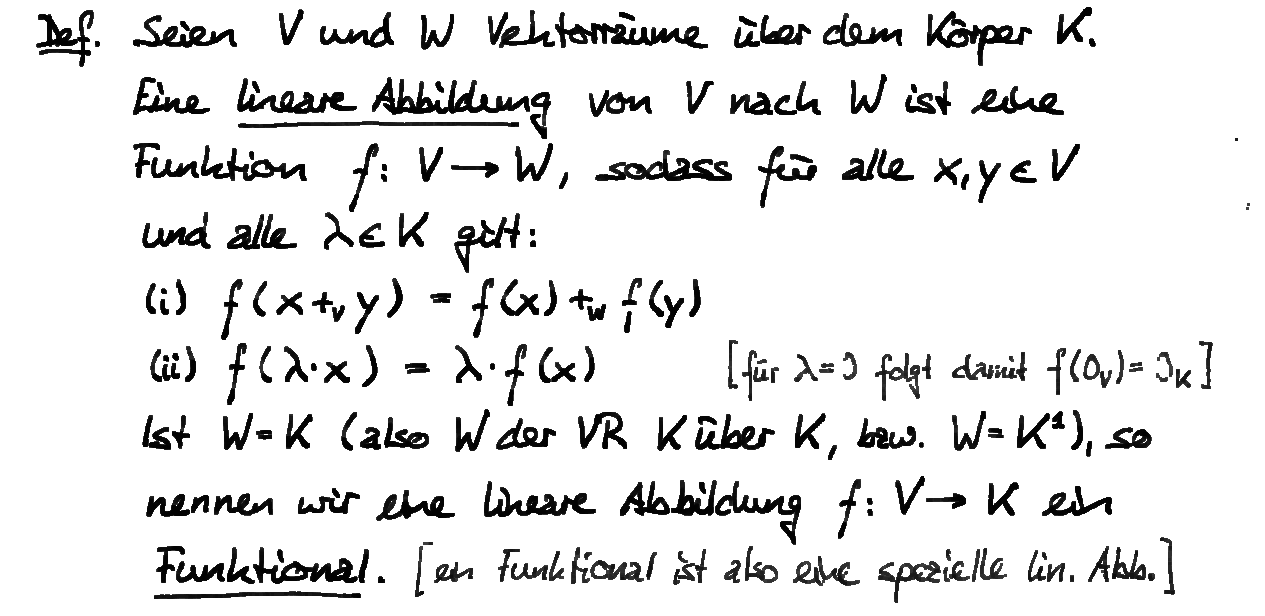 Def. Seien V und W Vektorräume über dem Körper K.
Eine lineare Abbildung von V nach W ist eine
Funktion f: V → W, sodass für alle x, y ∈ V
und alle λ ∈ K gilt:
(i) f(x +_V y) = f(x) +_W f(y)
(ii) f(λ·x) = λ·f(x) [für λ=0 folgt damit f(0_V) = 0_K]
Ist W=K (also W der VR K über K, bzw. W=K¹), so
nennen wir eine lineare Abbildung f: V → K ein
Funktional. [ein Funktional ist also eine spezielle lin. Abb.]